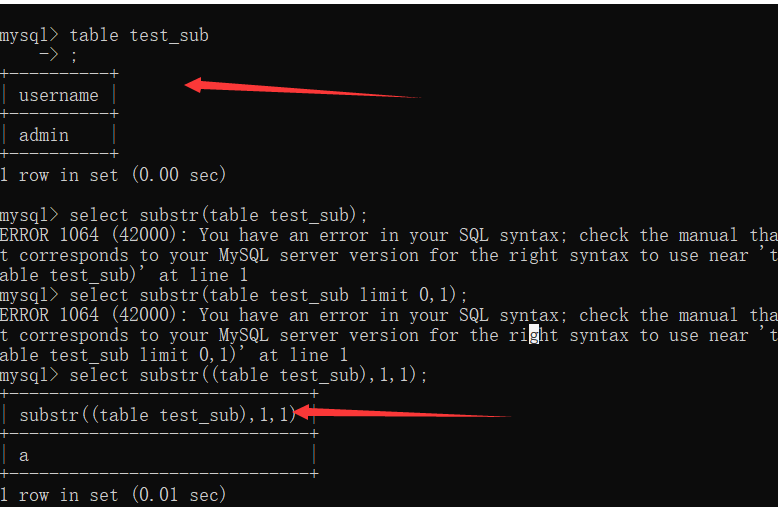 mysql> table test_sub
    -> ;
+----------+
| username |
+----------+
| admin    |
+----------+
1 row in set (0.00 sec)
mysql> select substr(table test_sub);
ERROR 1064 (42000): You have an error in your SQL syntax; check the manual tha
t corresponds to your MySQL server version for the right syntax to use near 't
able test_sub)' at line 1
mysql> select substr(table test_sub limit 0,1);
ERROR 1064 (42000): You have an error in your SQL syntax; check the manual tha
t corresponds to your MySQL server version for the right syntax to use near 't
able test_sub limit 0,1)' at line 1
mysql> select substr((table test_sub),1,1);
+------------------------------+
| substr((table test_sub),1,1) |
+------------------------------+
| a                            |
+------------------------------+
1 row in set (0.01 sec)